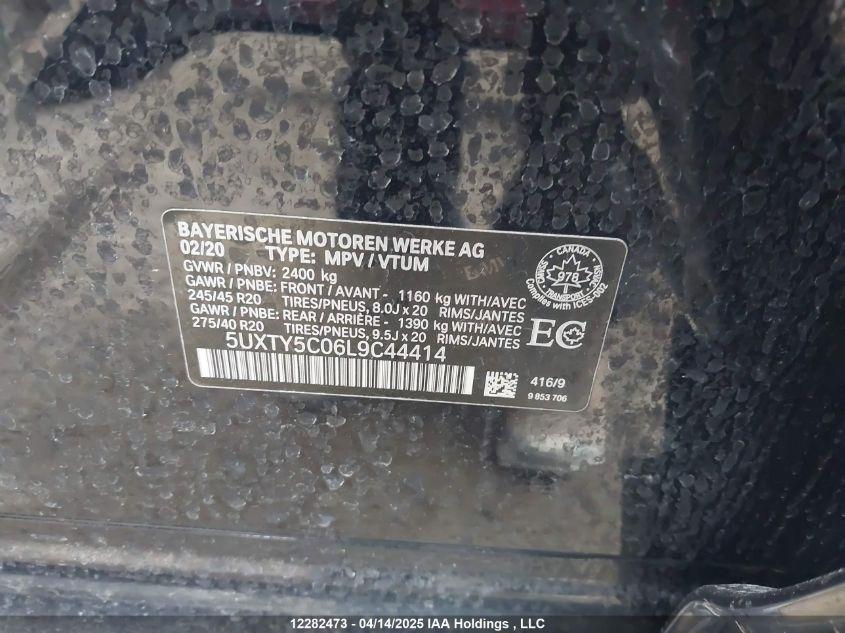 BAYERISCHE MOTOREN WERKE AG
02/20 TYPE: MPV / VTUM
GVWR / PNBV: 2400 kg
GAWR / PNBE: FRONT / AVANT - 1160 kg WITH/AVEC
245/45 R20 TIRES/PNEUS, 8.0J x 20 RIMS/JANTES
GAWR / PNBE: REAR / ARRIÈRE - 1390 kg WITH/AVEC
275/40 R20 TIRES/PNEUS, 9.5J x 20 RIMS/JANTES
5UXTY5C06L9C44414
CANADA
978
TRANSPORT
COMPLIES WITH ICES-002
EC
416/9
9 853 706
12282473 - 04/14/2025 IAA Holdings , LLC